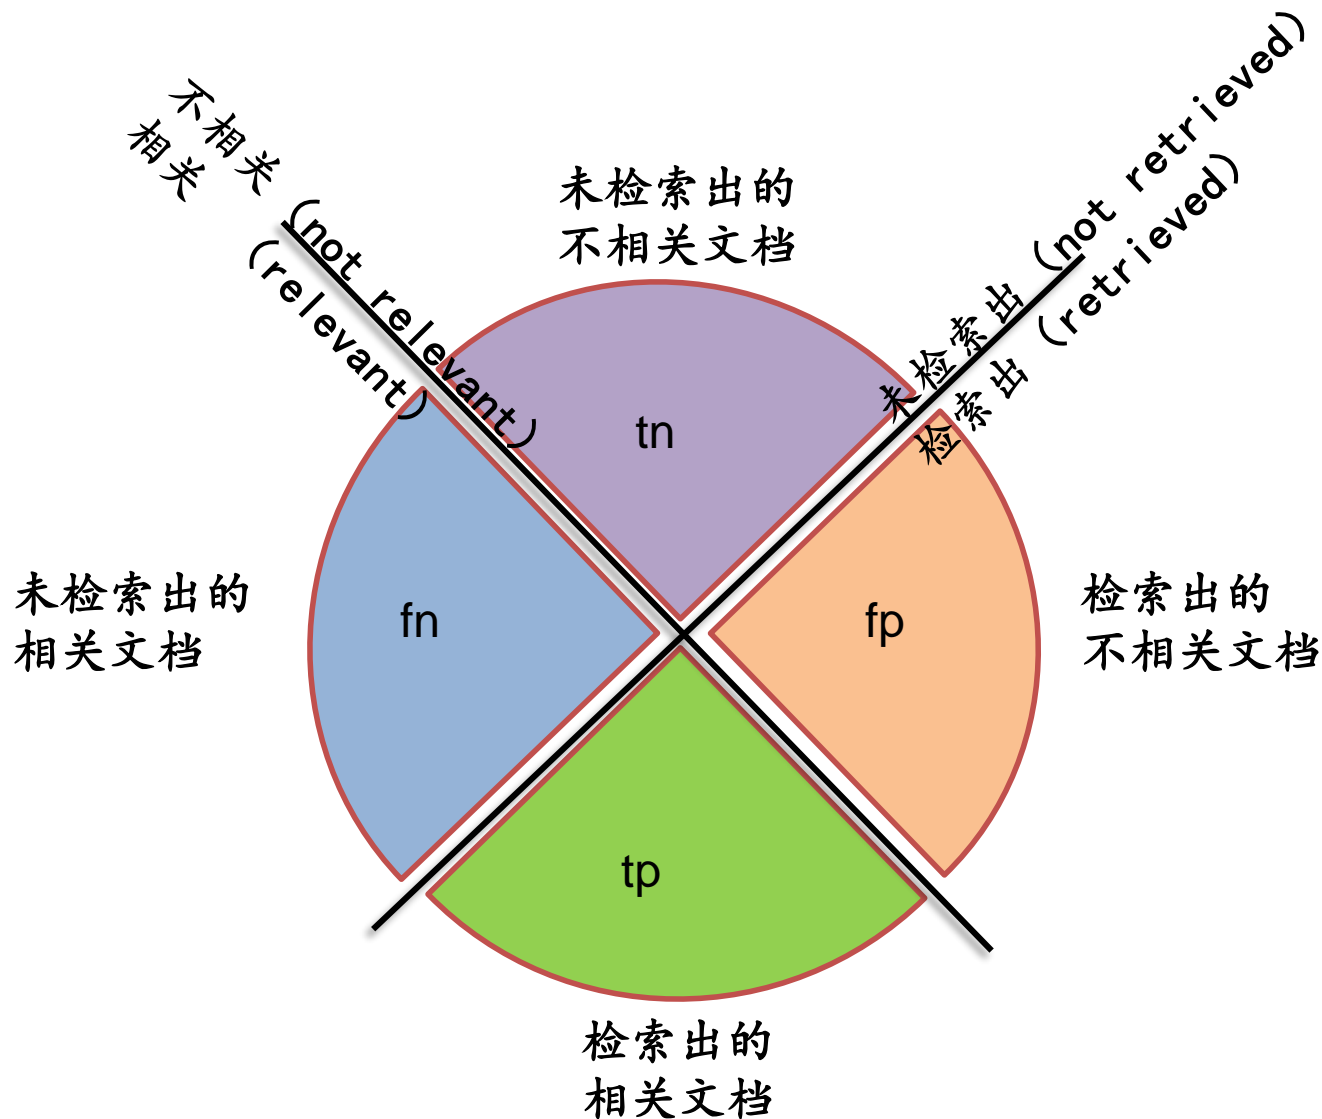 不相关（not relevant）
相关（relevant）
未检索出（not retrieved）
检索出（retrieved）
未检索出的
不相关文档
tn
未检索出的
相关文档
fn
fp
检索出的
不相关文档
tp
检索出的
相关文档